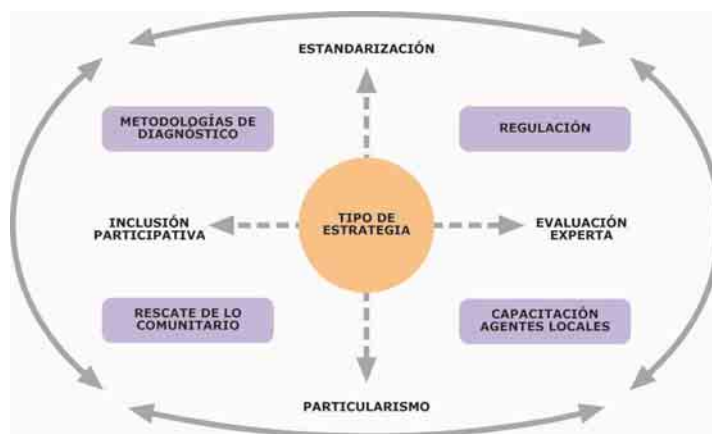 ESTANDARIZACIÓN
METODOLOGÍAS DE
DIAGNÓSTICO
REGULACIÓN
INCLUSIÓN
PARTICIPATIVA
TIPO DE
ESTRATEGIA
EVALUACIÓN
EXPERTA
RESCATE DE LO
COMUNITARIO
CAPACITACIÓN
AGENTES LOCALES
PARTICULARISMO